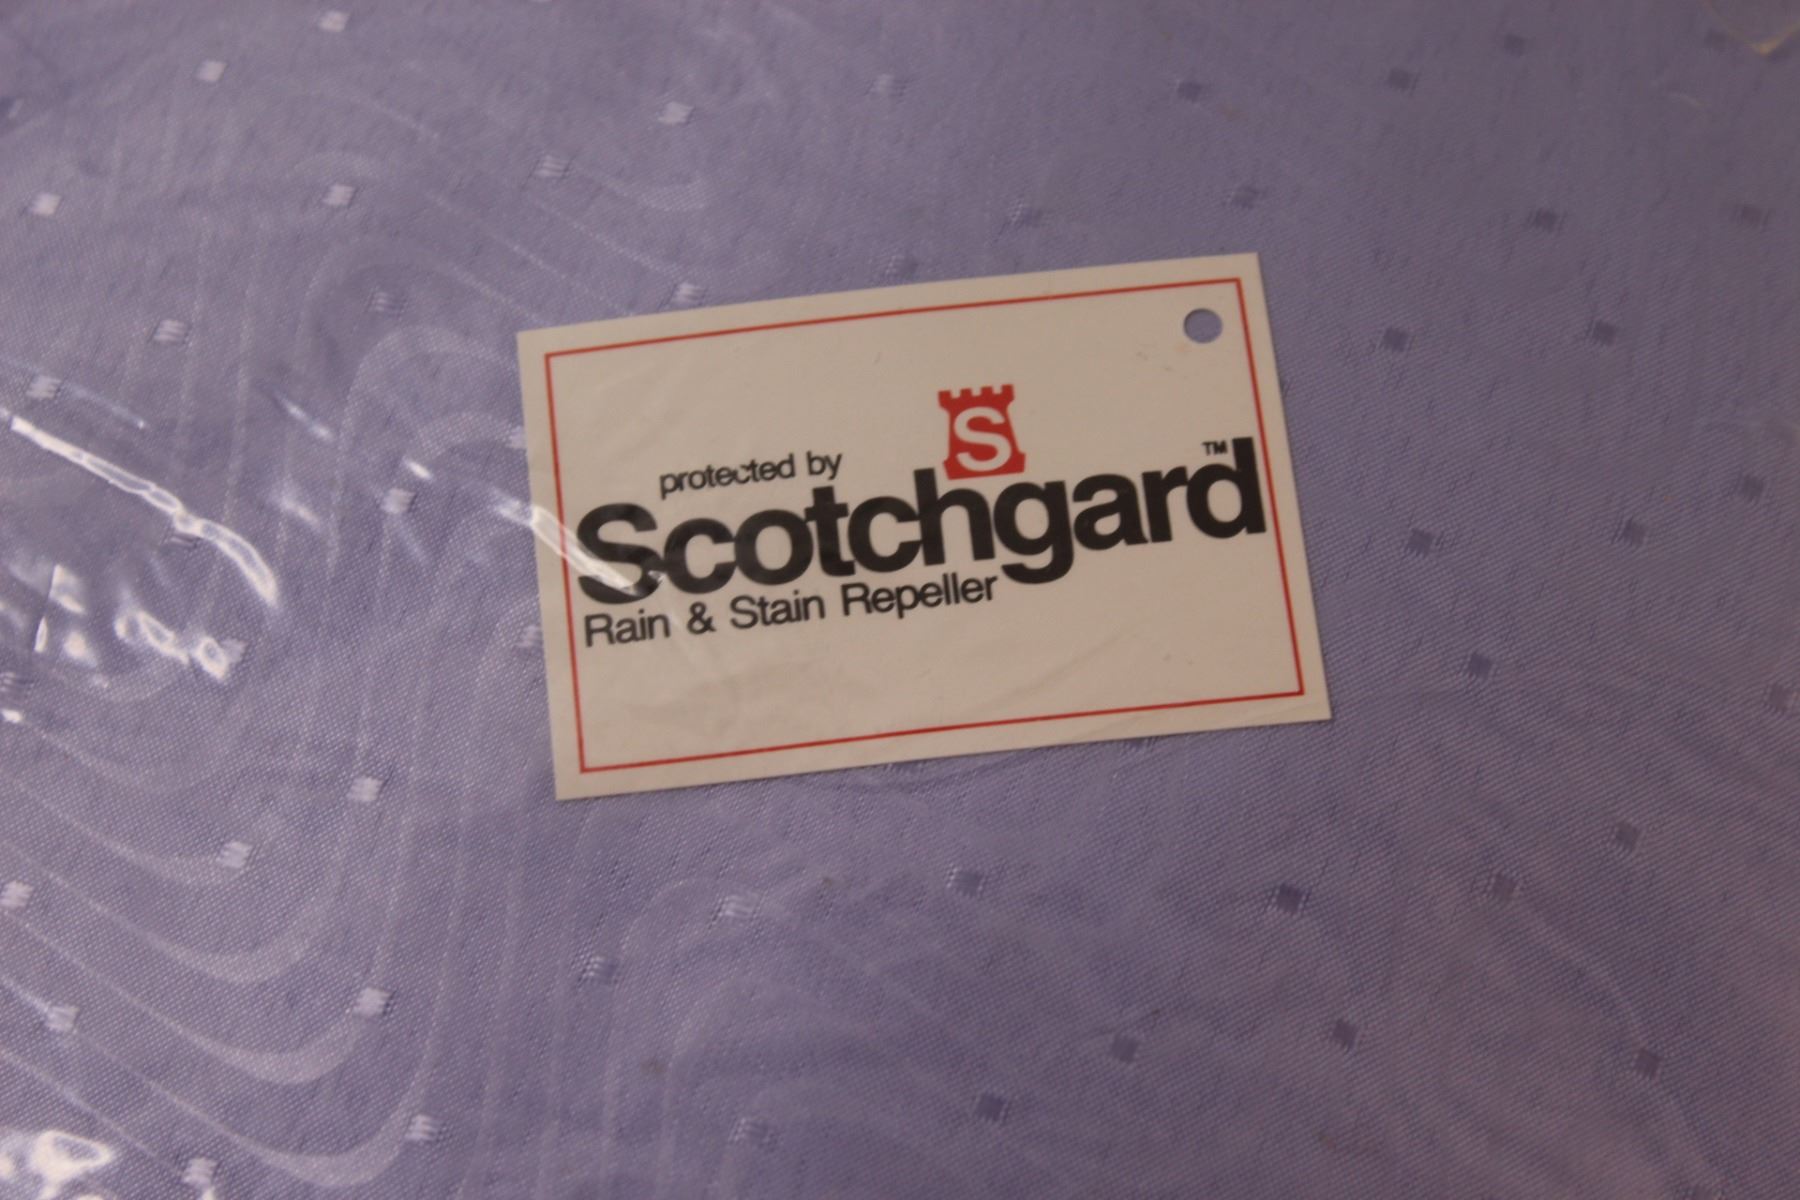 protected by
S
Scotchgard™
Rain & Stain Repeller